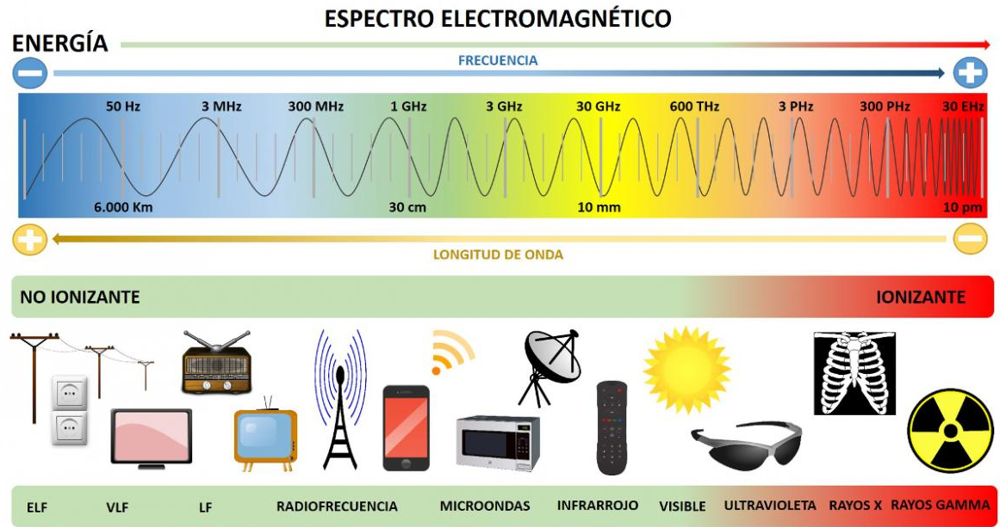 ESPECTRO ELECTROMAGNÉTICO
ENERGÍA
FRECUENCIA
50 Hz 3 MHz 300 MHz 1 GHz 3 GHz 30 GHz 600 THz 3 PHz 300 PHz 30 EHz
6.000 Km 30 cm 10 mm 10 pm
LONGITUD DE ONDA
NO IONIZANTE IONIZANTE
ELF VLF LF RADIOFRECUENCIA MICROONDAS INFRARROJO VISIBLE ULTRAVIOLETA RAYOS X RAYOS GAMMA